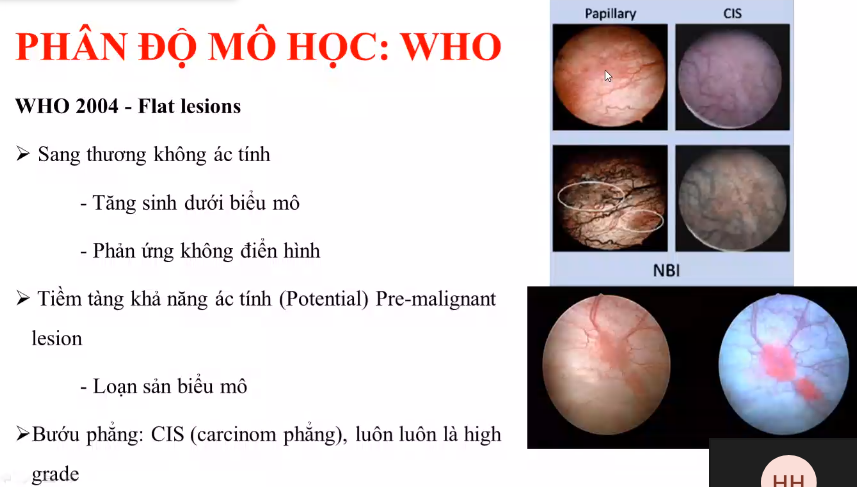 PHÂN ĐỘ MÔ HỌC: WHO
WHO 2004 - Flat lesions
➢ Sang thương không ác tính
- Tăng sinh dưới biểu mô
- Phản ứng không điển hình
➢ Tiềm tàng khả năng ác tính (Potential) Pre-malignant
lesion
- Loạn sản biểu mô
➢Bướu phẳng: CIS (carcinom phẳng), luôn luôn là high
grade
Papillary
CIS
NBI
HH